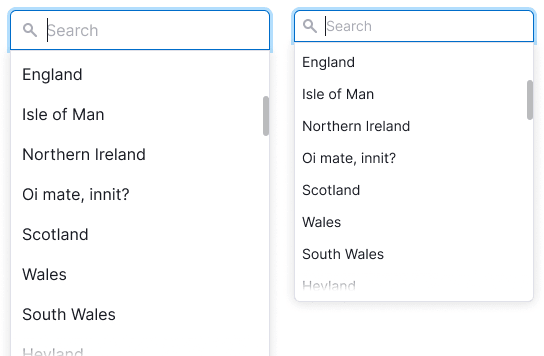 Search
England
Isle of Man
Northern Ireland
Oi mate, innit?
Scotland
Wales
South Wales
Heyland
Search
England
Isle of Man
Northern Ireland
Oi mate, innit?
Scotland
Wales
South Wales
Heyland